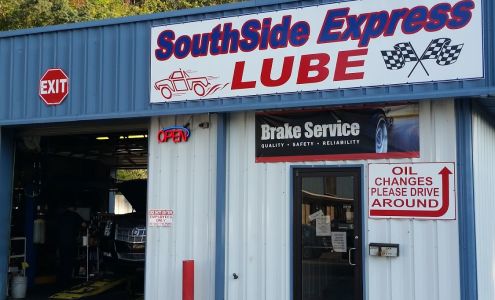 SouthSide Express
LUBE
EXIT
OPEN
Brake Service
QUALITY • SAFETY • RELIABILITY
OIL
CHANGES
PLEASE DRIVE
AROUND